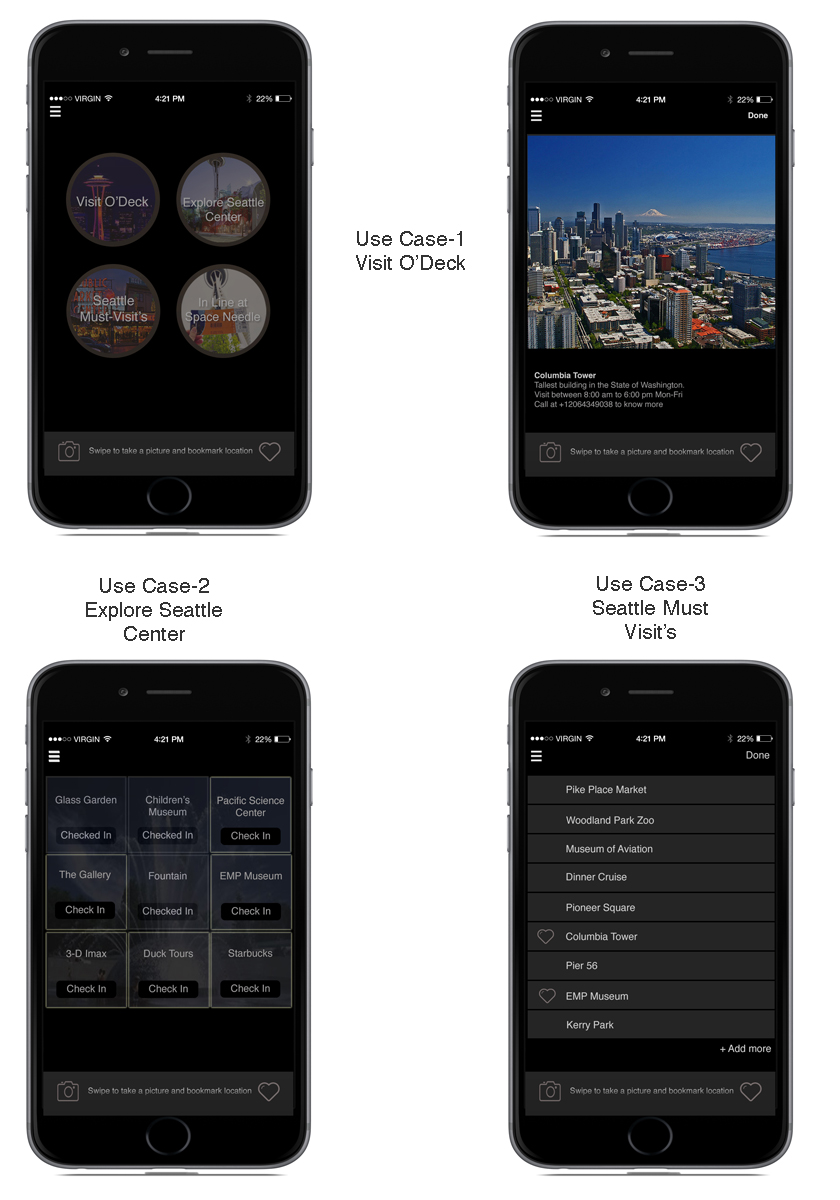 VIRGIN 4:21 PM 22%
Visit O'Deck
Explore Seattle
Center
Seattle
Must-Visit's
In Line at
Space Needle
Swipe to take a picture and bookmark location
Use Case-1
Visit O'Deck
VIRGIN 4:21 PM 22%
Done
Columbia Tower
Tallest building in the State of Washington.
Visit between 8:00 am to 6:00 pm Mon-Fri
Call at +12064349038 to know more
Swipe to take a picture and bookmark location
Use Case-2
Explore Seattle
Center
VIRGIN 4:21 PM 22%
Glass Garden
Checked In
Children's
Museum
Checked In
Pacific Science
Center
Check In
The Gallery
Check In
Fountain
Checked In
EMP Museum
Check In
3-D Imax
Check In
Duck Tours
Check In
Starbucks
Check In
Swipe to take a picture and bookmark location
Use Case-3
Seattle Must
Visit's
VIRGIN 4:21 PM 22%
Done
Pike Place Market
Woodland Park Zoo
Museum of Aviation
Dinner Cruise
Pioneer Square
Columbia Tower
Pier 56
EMP Museum
Kerry Park
+ Add more
Swipe to take a picture and bookmark location